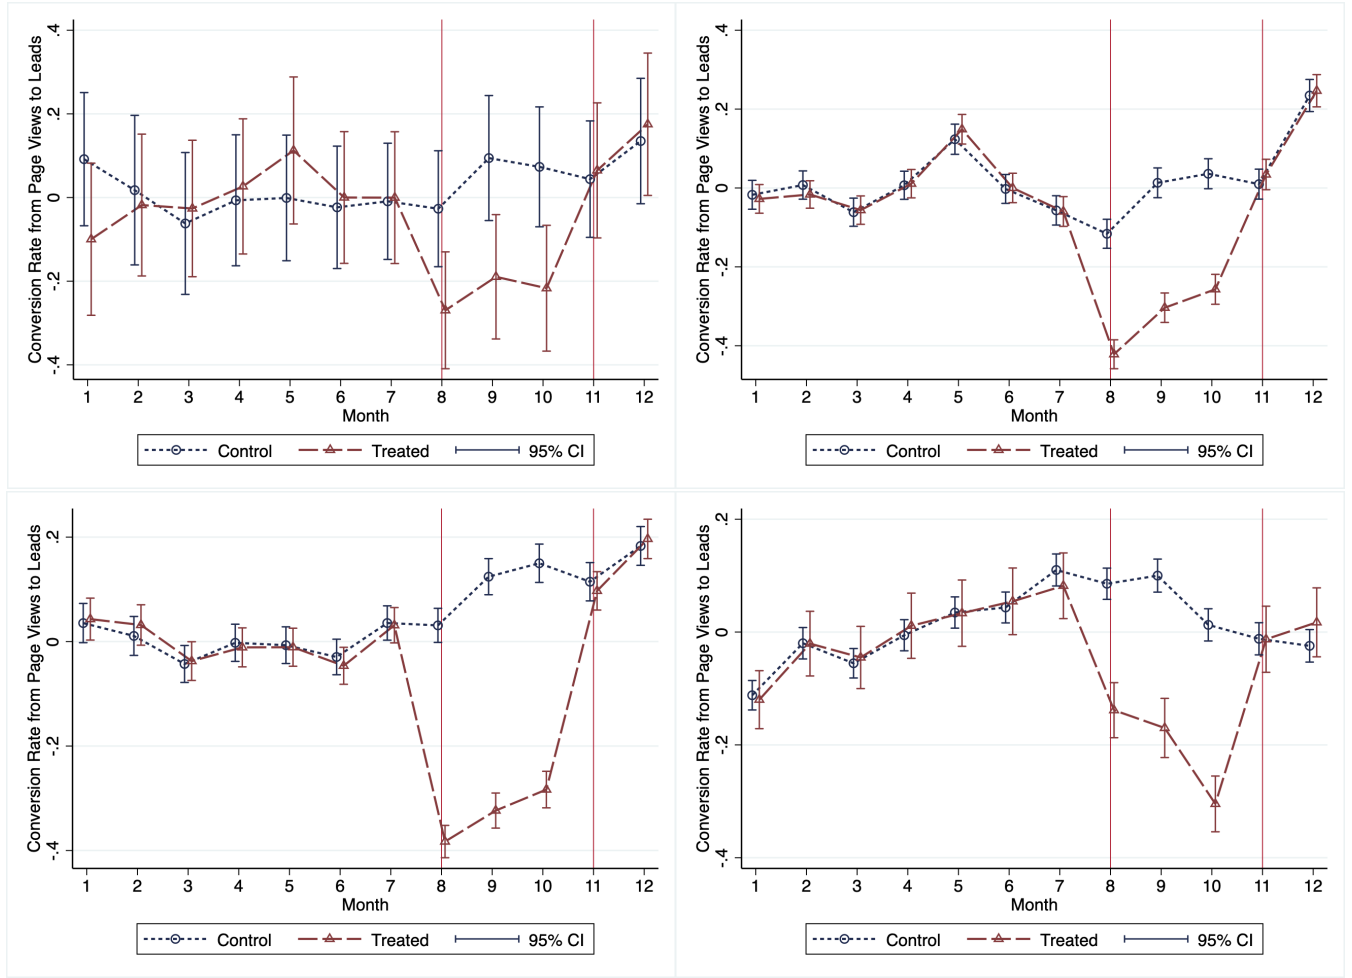 Conversion Rate from Page Views to Leads
.4
.2
0
-.2
-.4
1 2 3 4 5 6 7 8 9 10 11 12
Month
Control Treated 95% CI
Conversion Rate from Page Views to Leads
.4
.2
0
-.2
-.4
1 2 3 4 5 6 7 8 9 10 11 12
Month
Control Treated 95% CI
Conversion Rate from Page Views to Leads
.2
0
-.2
-.4
1 2 3 4 5 6 7 8 9 10 11 12
Month
Control Treated 95% CI
Conversion Rate from Page Views to Leads
.2
0
-.2
-.4
1 2 3 4 5 6 7 8 9 10 11 12
Month
Control Treated 95% CI